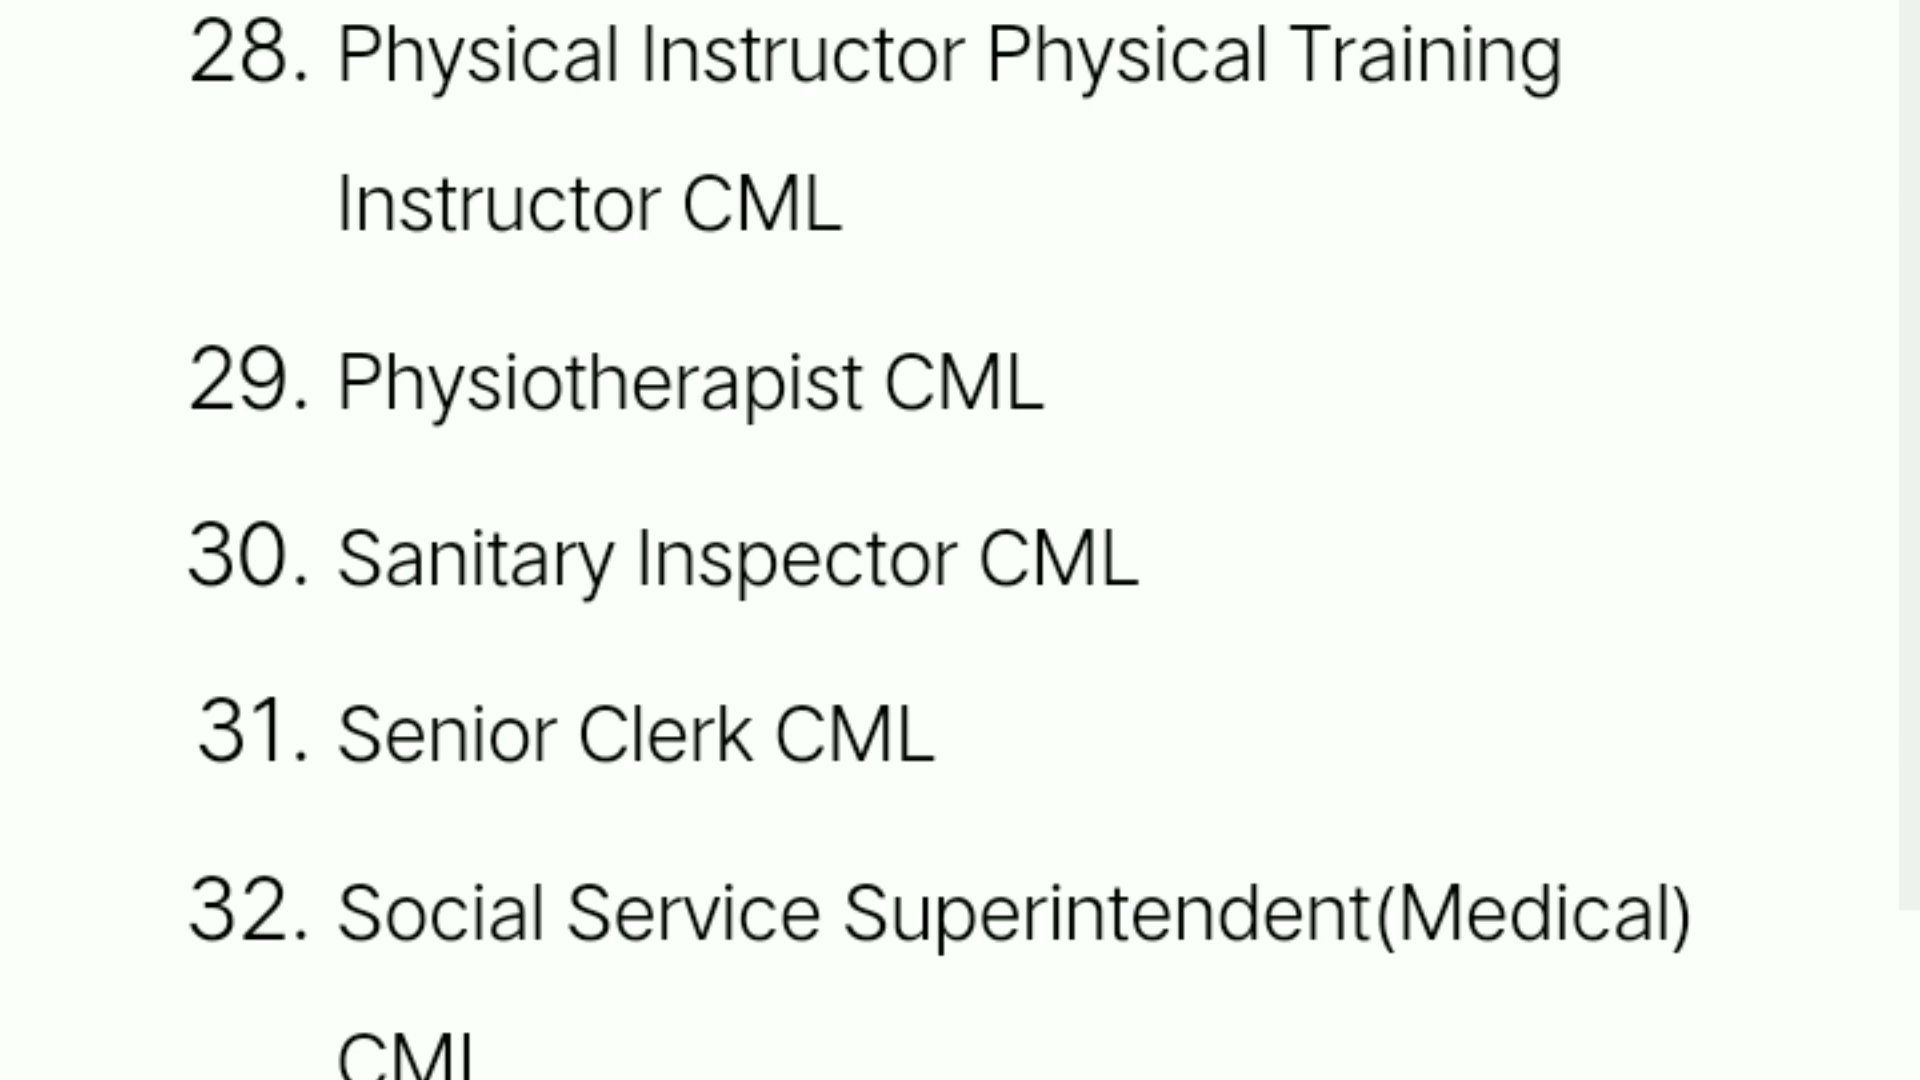 28. Physical Instructor Physical Training
Instructor CML
29. Physiotherapist CML
30. Sanitary Inspector CML
31. Senior Clerk CML
32. Social Service Superintendent(Medical)
CML